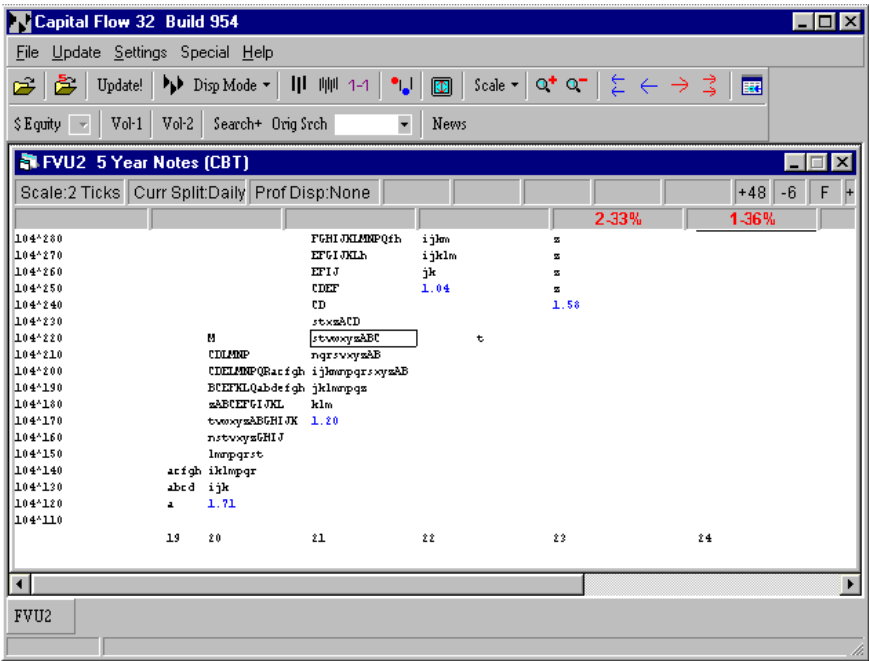 Capital Flow 32 Build 954
File Update Settings Special Help
Update! Disp Mode 1-1 Scale
$ Equity Vol-1 Vol-2 Search+ Orig Srch News
FVU2 5 Year Notes (CBT)
Scale:2 Ticks Curr Split:Daily Prof Disp:None +48 -6 F +
2-33% 1-36%
104^280 FGHIJKLMNPQfh ijkm z
104^270 EFGIJKLh ijklm z
104^260 EFIJ jk z
104^250 CDEF 1.04 z
104^240 CD 1.58
104^230 stxzACD
104^220 M stvwxyzABC t
104^210 CDLMNP nqrsvxyzAB
104^200 CDELMNPQRacfgh ijkmnpqrsxyzAB
104^190 BCEFKLQabdefgh jklmnpqz
104^180 zABCEFGIJKL klm
104^170 tvwxyzABGHIJK 1.20
104^160 nstvxyzGHIJ
104^150 lmnpqrst
104^140 acfgh iklmpqr
104^130 abcd ijk
104^120 a 1.71
104^110
19 20 21 22 23 24
FVU2